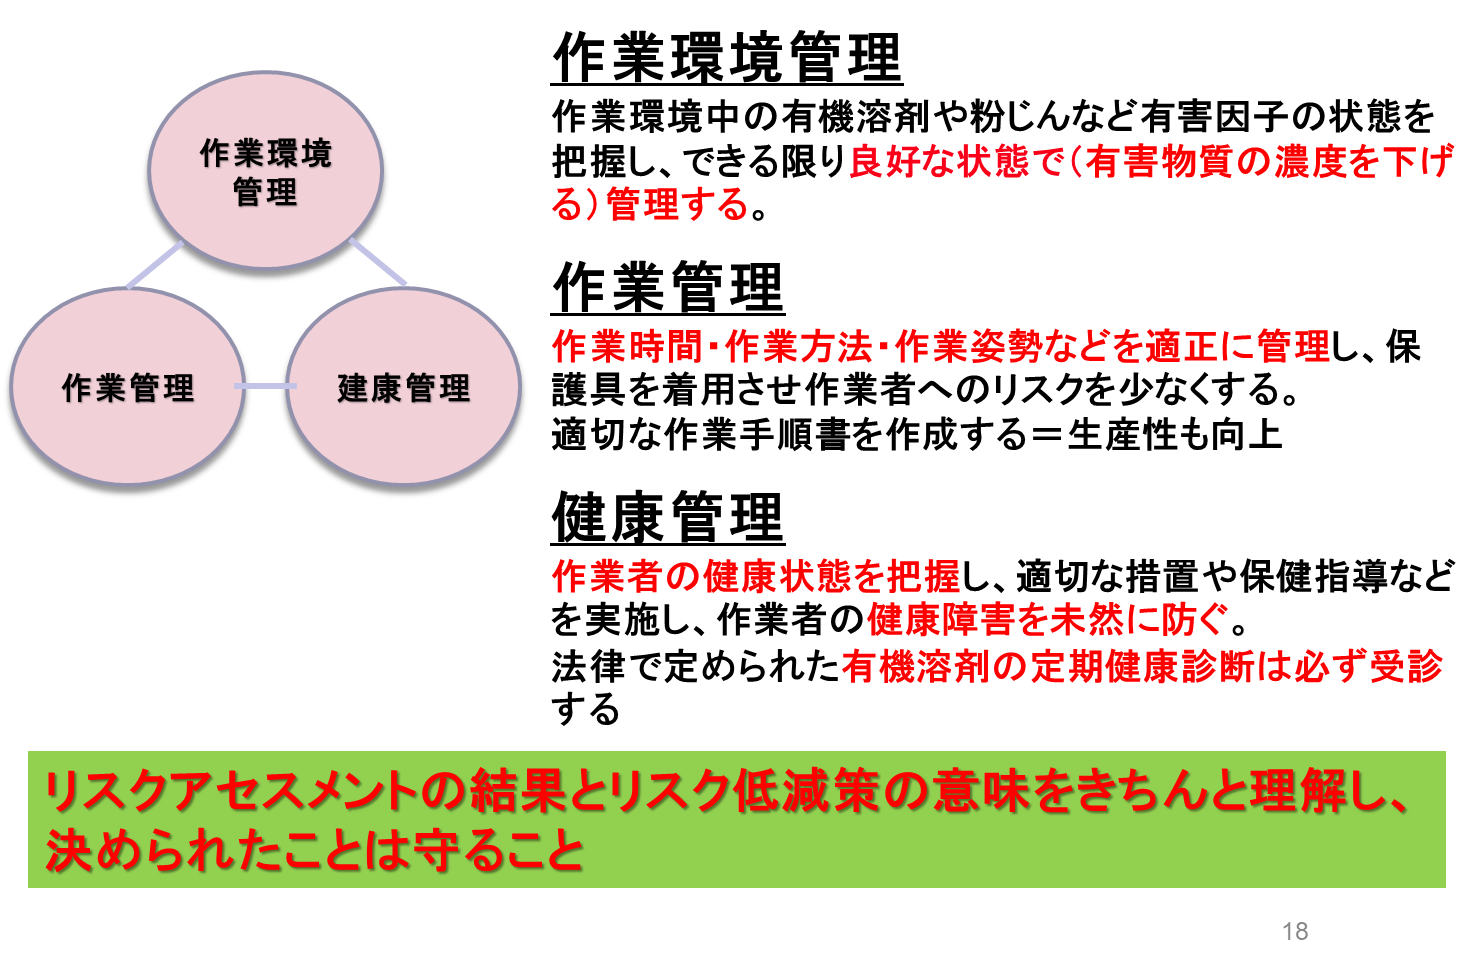 作業環境
管理
作業管理
健康管理
作業環境管理
作業環境中の有機溶剤や粉じんなど有害因子の状態を
把握し、できる限り良好な状態で（有害物質の濃度を下げ
る）管理する。
作業管理
作業時間・作業方法・作業姿勢などを適正に管理し、保
護具を着用させ作業者へのリスクを少なくする。
適切な作業手順書を作成する＝生産性も向上
健康管理
作業者の健康状態を把握し、適切な措置や保健指導など
を実施し、作業者の健康障害を未然に防ぐ。
法律で定められた有機溶剤の定期健康診断は必ず受診
する
リスクアセスメントの結果とリスク低減策の意味をきちんと理解し、
決められたことは守ること
18